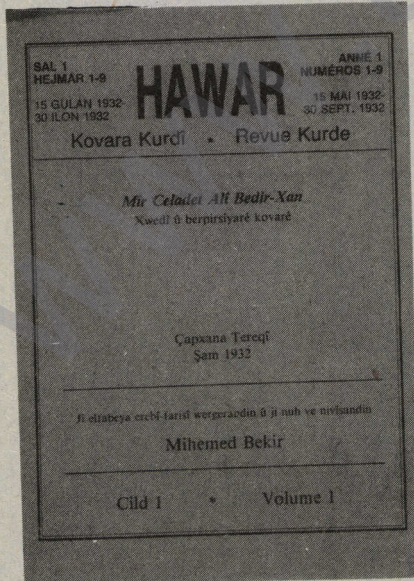 SAL 1
HEJMAR 1-9
15 GULAN 1932-
30 ILON 1932
HAWAR
ANNÉ 1
NUMÉROS 1-9
15 MAI 1932-
30 SEPT. 1932
Kovara Kurdî • Revue Kurde
Mîr Celadet Alî Bedir-Xan
Xwedî û berpirsiyarê kovarê
Çapxana Tereqî
Şam 1932
Ji elfabeya erebî-farisî wergerandin û ji nuh ve nivîsandin
Mihemed Bekir
Cild 1 • Volume 1